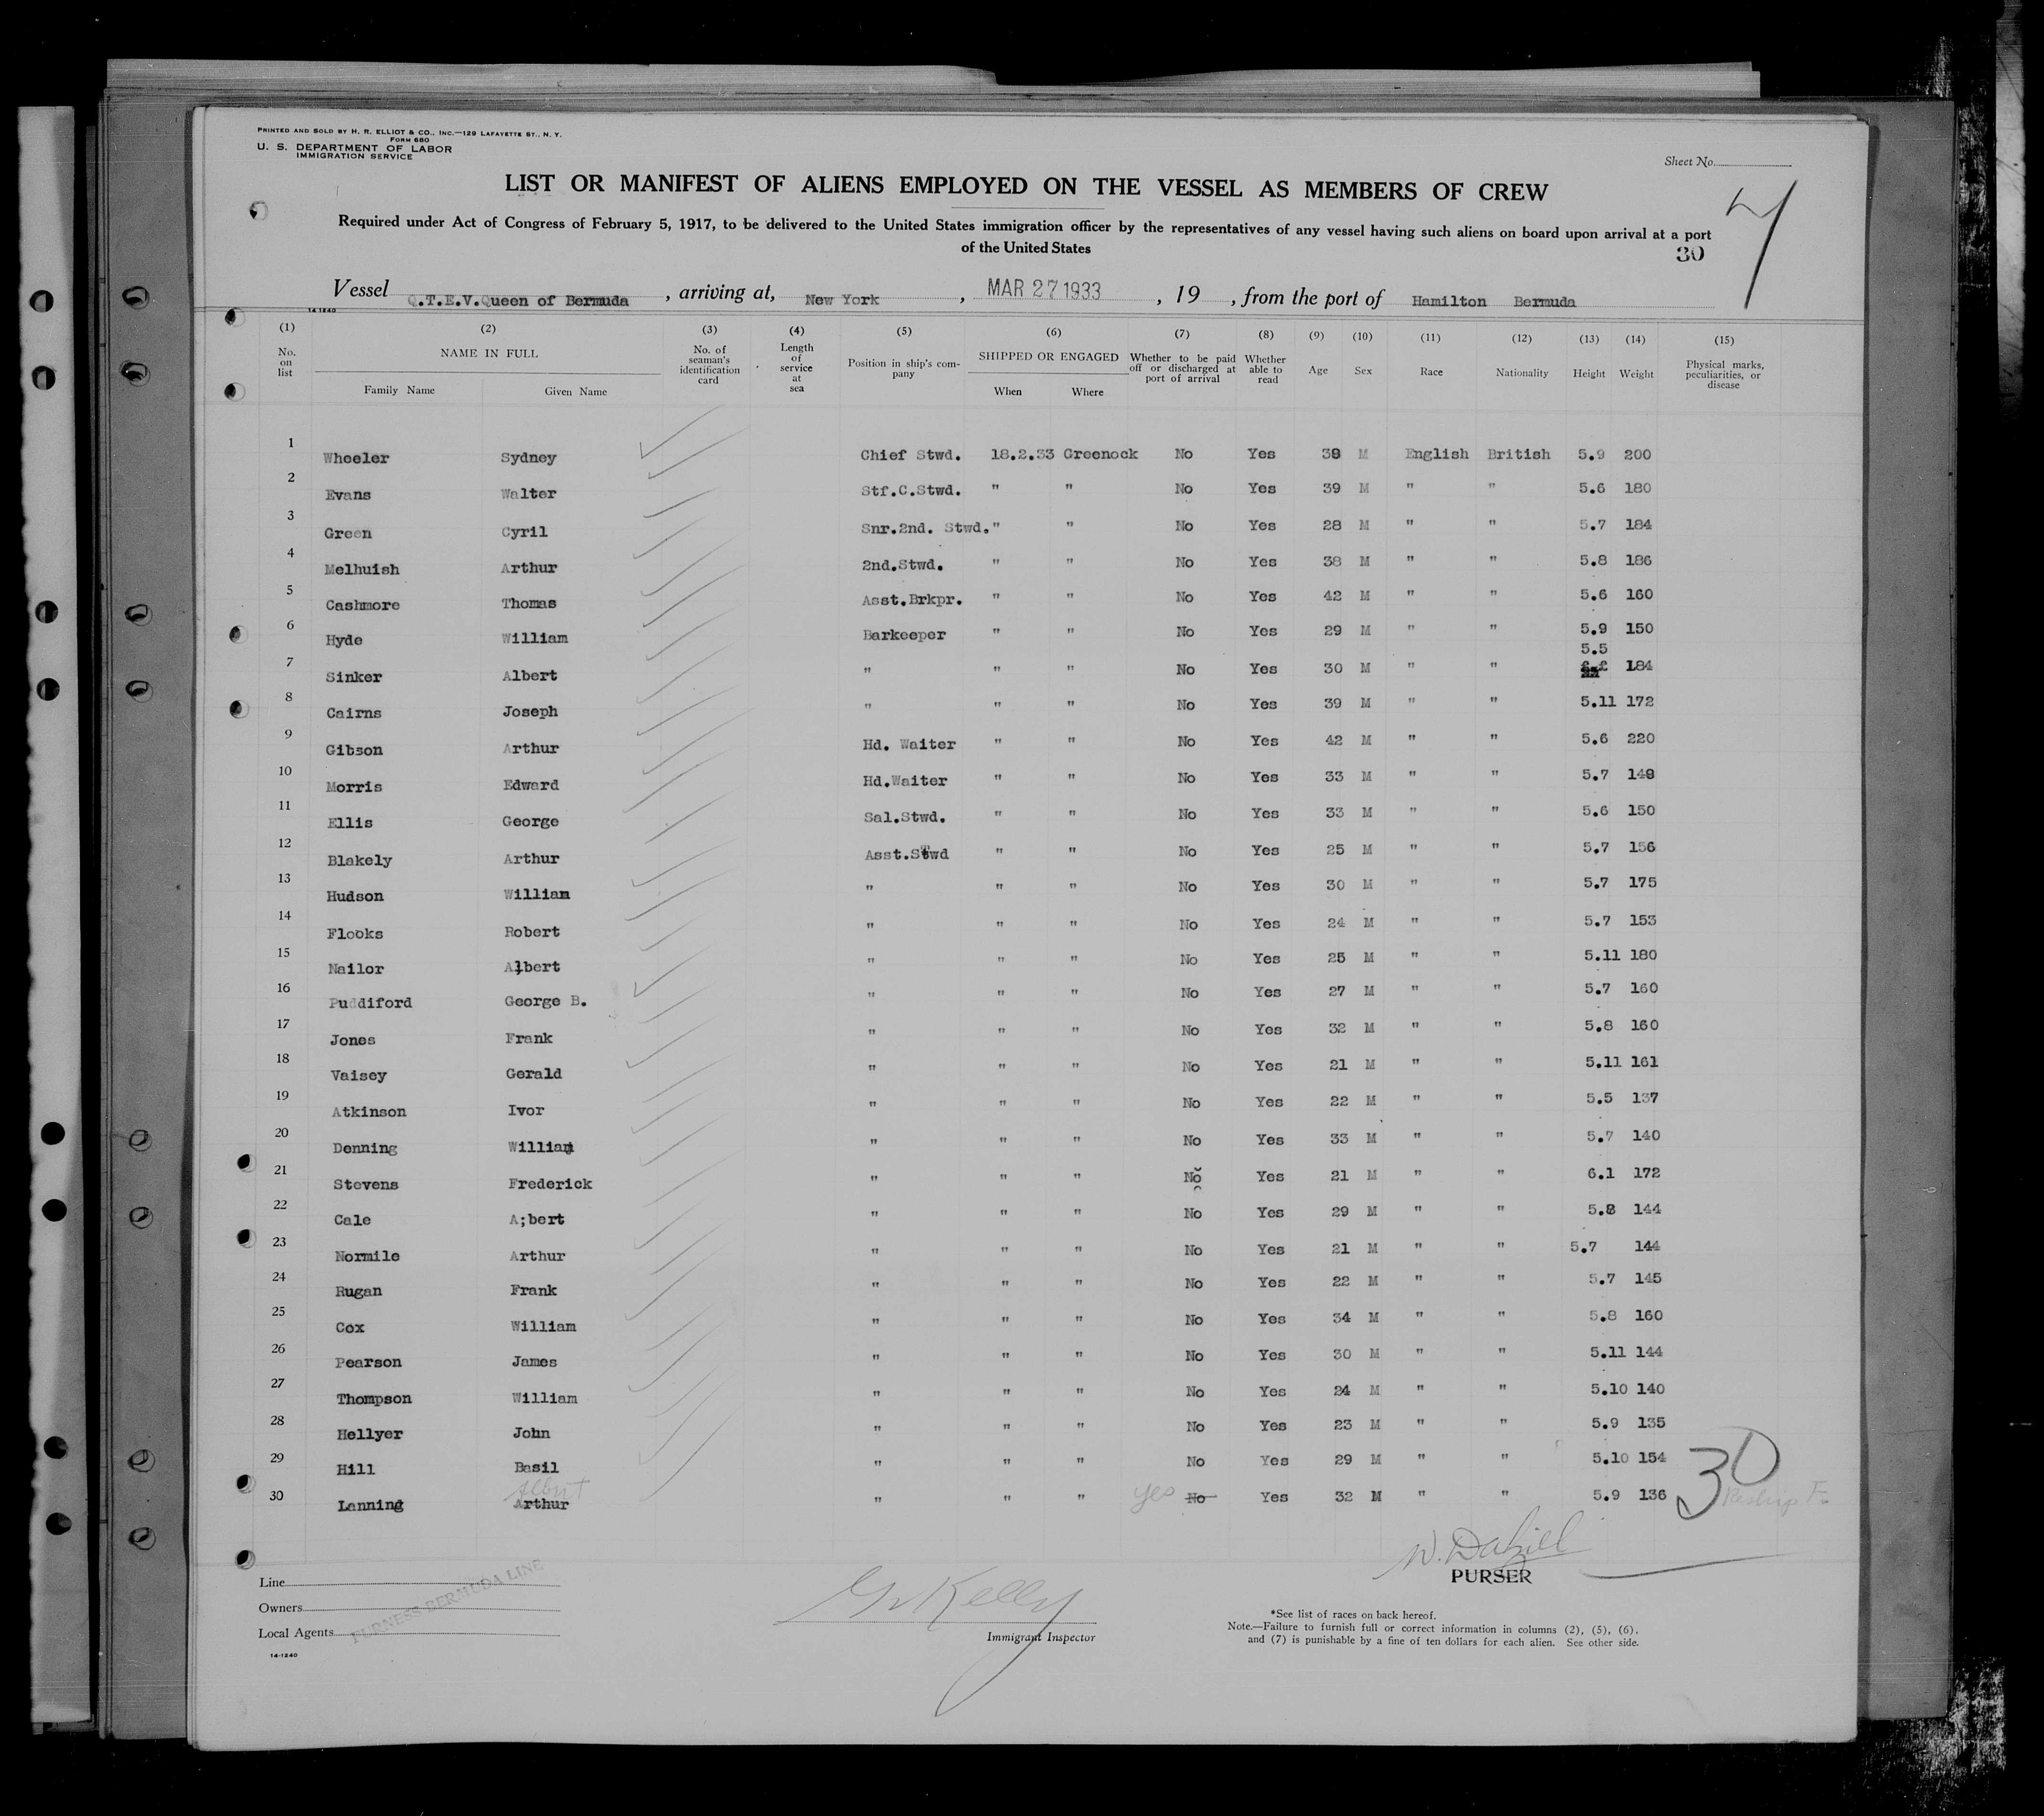 PRINTED AND SOLD BY H. R. ELLIOT & CO., INC.—129 LAFAYETTE ST., N. Y.
FORM 680
U. S. DEPARTMENT OF LABOR
IMMIGRATION SERVICE
Sheet No.
LIST OR MANIFEST OF ALIENS EMPLOYED ON THE VESSEL AS MEMBERS OF CREW
Required under Act of Congress of February 5, 1917, to be delivered to the United States immigration officer by the representatives of any vessel having such aliens on board upon arrival at a port
of the United States
30
Vessel Q.T.E.V.Queen of Bermuda , arriving at, New York , MAR 27 1933 , 19 , from the port of Hamilton Bermuda
14-1240
(1) (2) (3) (4) (5) (6) (7) (8) (9) (10) (11) (12) (13) (14) (15)
No. on list NAME IN FULL Family Name Given Name No. of seaman's identification card Length of service at sea Position in ship's company SHIPPED OR ENGAGED When Where Whether to be paid off or discharged at port of arrival Whether able to read Age Sex Race Nationality Height Weight Physical marks, peculiarities, or disease
1 Wheeler Sydney Chief Stwd. 18.2.33 Greenock No Yes 38 M English British 5.9 200
2 Evans Walter Stf.C.Stwd. " " No Yes 39 M " " 5.6 180
3 Green Cyril Snr.2nd. Stwd. " " No Yes 28 M " " 5.7 184
4 Melhuish Arthur 2nd.Stwd. " " No Yes 38 M " " 5.8 186
5 Cashmore Thomas Asst.Brkpr. " " No Yes 42 M " " 5.6 160
6 Hyde William Barkeeper " " No Yes 29 M " " 5.9 150
7 Sinker Albert " " " No Yes 30 M " " 5.5 184
8 Cairns Joseph " " " No Yes 39 M " " 5.11 172
9 Gibson Arthur Hd. Waiter " " No Yes 42 M " " 5.6 220
10 Morris Edward Hd.Waiter " " No Yes 33 M " " 5.7 149
11 Ellis George Sal.Stwd. " " No Yes 33 M " " 5.6 150
12 Blakely Arthur Asst.Stwd " " No Yes 25 M " " 5.7 156
13 Hudson William " " " No Yes 30 M " " 5.7 175
14 Flooks Robert " " " No Yes 24 M " " 5.7 153
15 Nailor Albert " " " No Yes 25 M " " 5.11 180
16 Puddiford George B. " " " No Yes 27 M " " 5.7 160
17 Jones Frank " " " No Yes 32 M " " 5.8 160
18 Vaisey Gerald " " " No Yes 21 M " " 5.11 161
19 Atkinson Ivor " " " No Yes 22 M " " 5.5 137
20 Denning William " " " No Yes 33 M " " 5.7 140
21 Stevens Frederick " " " No Yes 21 M " " 6.1 172
22 Cale A;bert " " " No Yes 29 M " " 5.8 144
23 Normile Arthur " " " No Yes 21 M " " 5.7 144
24 Rugan Frank " " " No Yes 22 M " " 5.7 145
25 Cox William " " " No Yes 34 M " " 5.8 160
26 Pearson James " " " No Yes 30 M " " 5.11 144
27 Thompson William " " " No Yes 24 M " " 5.10 140
28 Hellyer John " " " No Yes 23 M " " 5.9 135
29 Hill Basil " " " No Yes 29 M " " 5.10 154
Albert
30 Lanning Arthur " " " yes No Yes 32 M " " 5.9 136 30 Reship
PURSER
Line
Owners
Local Agents
FURNESS BERMUDA LINE
Kelly
Immigrant Inspector
*See list of races on back hereof.
Note.—Failure to furnish full or correct information in columns (2), (5), (6),
and (7) is punishable by a fine of ten dollars for each alien. See other side.
14-1240